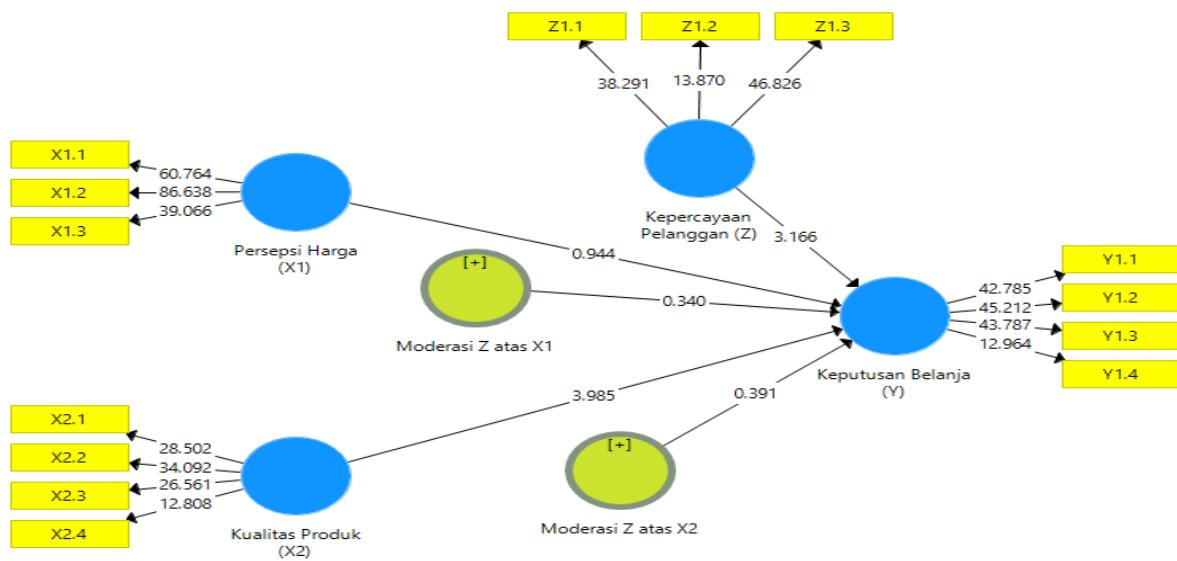 Z1.1
Z1.2
Z1.3
38.291
13.870
46.826
X1.1
X1.2
X1.3
60.764
86.638
39.066
Persepsi Harga
(X1)
Kepercayaan
Pelanggan (Z)
3.166
0.944
[+]
0.340
Moderasi Z atas X1
Y1.1
Y1.2
Y1.3
Y1.4
42.785
45.212
43.787
12.964
Keputusan Belanja
(Y)
3.985
0.391
X2.1
X2.2
X2.3
X2.4
28.502
34.092
26.561
12.808
Kualitas Produk
(X2)
[+]
Moderasi Z atas X2